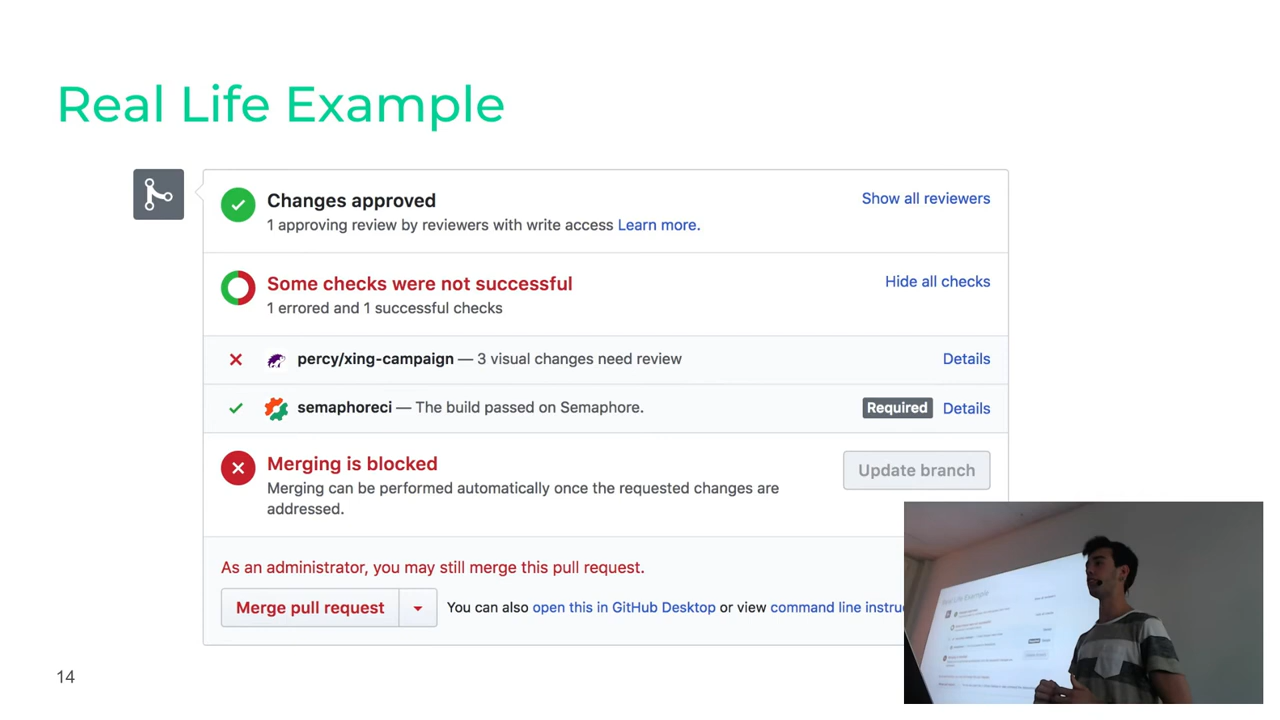 Real Life Example
Changes approved
Show all reviewers
1 approving review by reviewers with write access Learn more.
Some checks were not successful
Hide all checks
1 errored and 1 successful checks
percy/xing-campaign — 3 visual changes need review
Details
semaphoreci — The build passed on Semaphore.
Required
Details
Merging is blocked
Update branch
Merging can be performed automatically once the requested changes are
addressed.
As an administrator, you may still merge this pull request.
Merge pull request
You can also open this in GitHub Desktop or view command line instru
14
Real Life Example